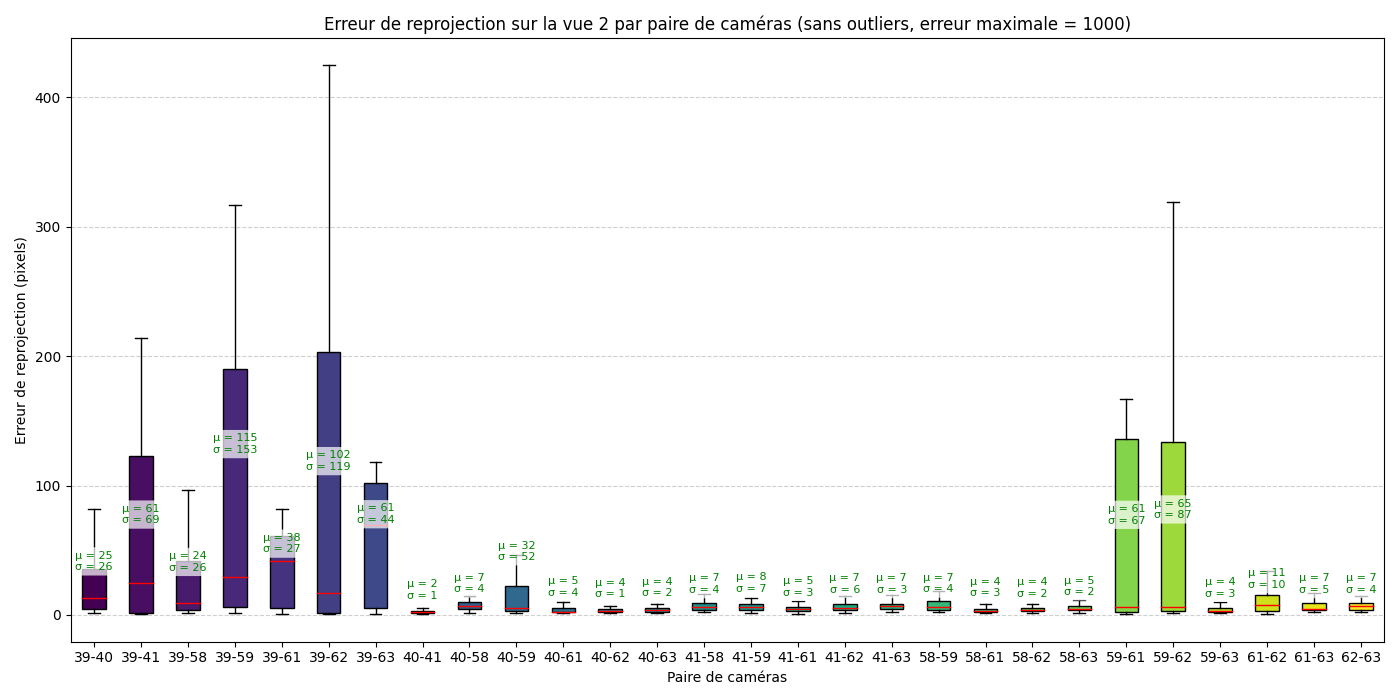 Erreur de reprojection sur la vue 2 par paire de caméras (sans outliers, erreur maximale = 1000)
Erreur de reprojection (pixels)
400
300
200
100
0
μ = 25
σ = 26
μ = 61
σ = 69
μ = 24
σ = 26
μ = 115
σ = 153
μ = 38
σ = 27
μ = 102
σ = 119
μ = 61
σ = 44
μ = 2
σ = 1
μ = 7
σ = 4
μ = 32
σ = 52
μ = 5
σ = 4
μ = 4
σ = 1
μ = 4
σ = 2
μ = 7
σ = 4
μ = 8
σ = 7
μ = 5
σ = 3
μ = 7
σ = 6
μ = 7
σ = 3
μ = 7
σ = 4
μ = 4
σ = 3
μ = 4
σ = 2
μ = 5
σ = 2
μ = 61
σ = 67
μ = 65
σ = 87
μ = 4
σ = 3
μ = 11
σ = 10
μ = 7
σ = 5
μ = 7
σ = 4
39-40 39-41 39-58 39-59 39-61 39-62 39-63 40-41 40-58 40-59 40-61 40-62 40-63 41-58 41-59 41-61 41-62 41-63 58-59 58-61 58-62 58-63 59-61 59-62 59-63 61-62 61-63 62-63
Paire de caméras